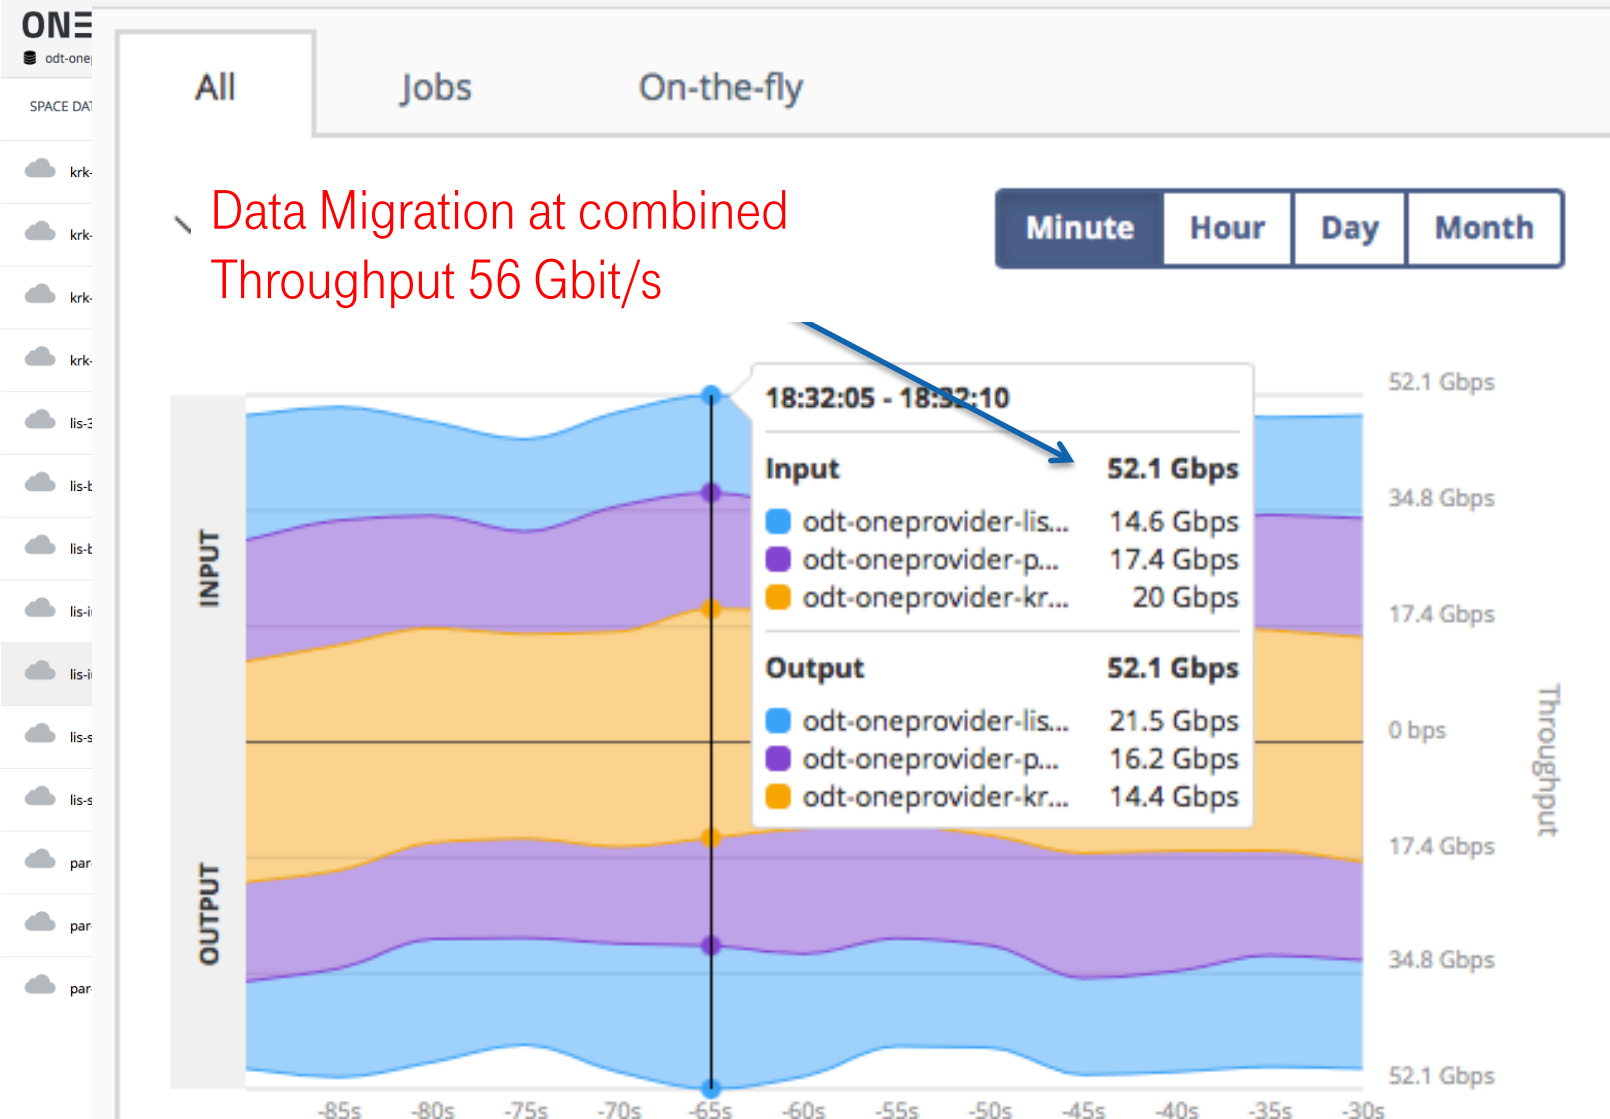 ONE
odt-one
SPACE DAT
krk-
krk-
krk-
krk-
lis-3
lis-b
lis-b
lis-i
lis-i
lis-s
lis-s
par-
par-
par-
All Jobs On-the-fly
Data Migration at combined
Throughput 56 Gbit/s
Minute Hour Day Month
18:32:05 - 18:32:10
Input 52.1 Gbps
odt-oneprovider-lis... 14.6 Gbps
odt-oneprovider-p... 17.4 Gbps
odt-oneprovider-kr... 20 Gbps
Output 52.1 Gbps
odt-oneprovider-lis... 21.5 Gbps
odt-oneprovider-p... 16.2 Gbps
odt-oneprovider-kr... 14.4 Gbps
INPUT
OUTPUT
52.1 Gbps
34.8 Gbps
17.4 Gbps
0 bps
17.4 Gbps
34.8 Gbps
52.1 Gbps
Throughput
-85s -80s -75s -70s -65s -60s -55s -50s -45s -40s -35s -30s